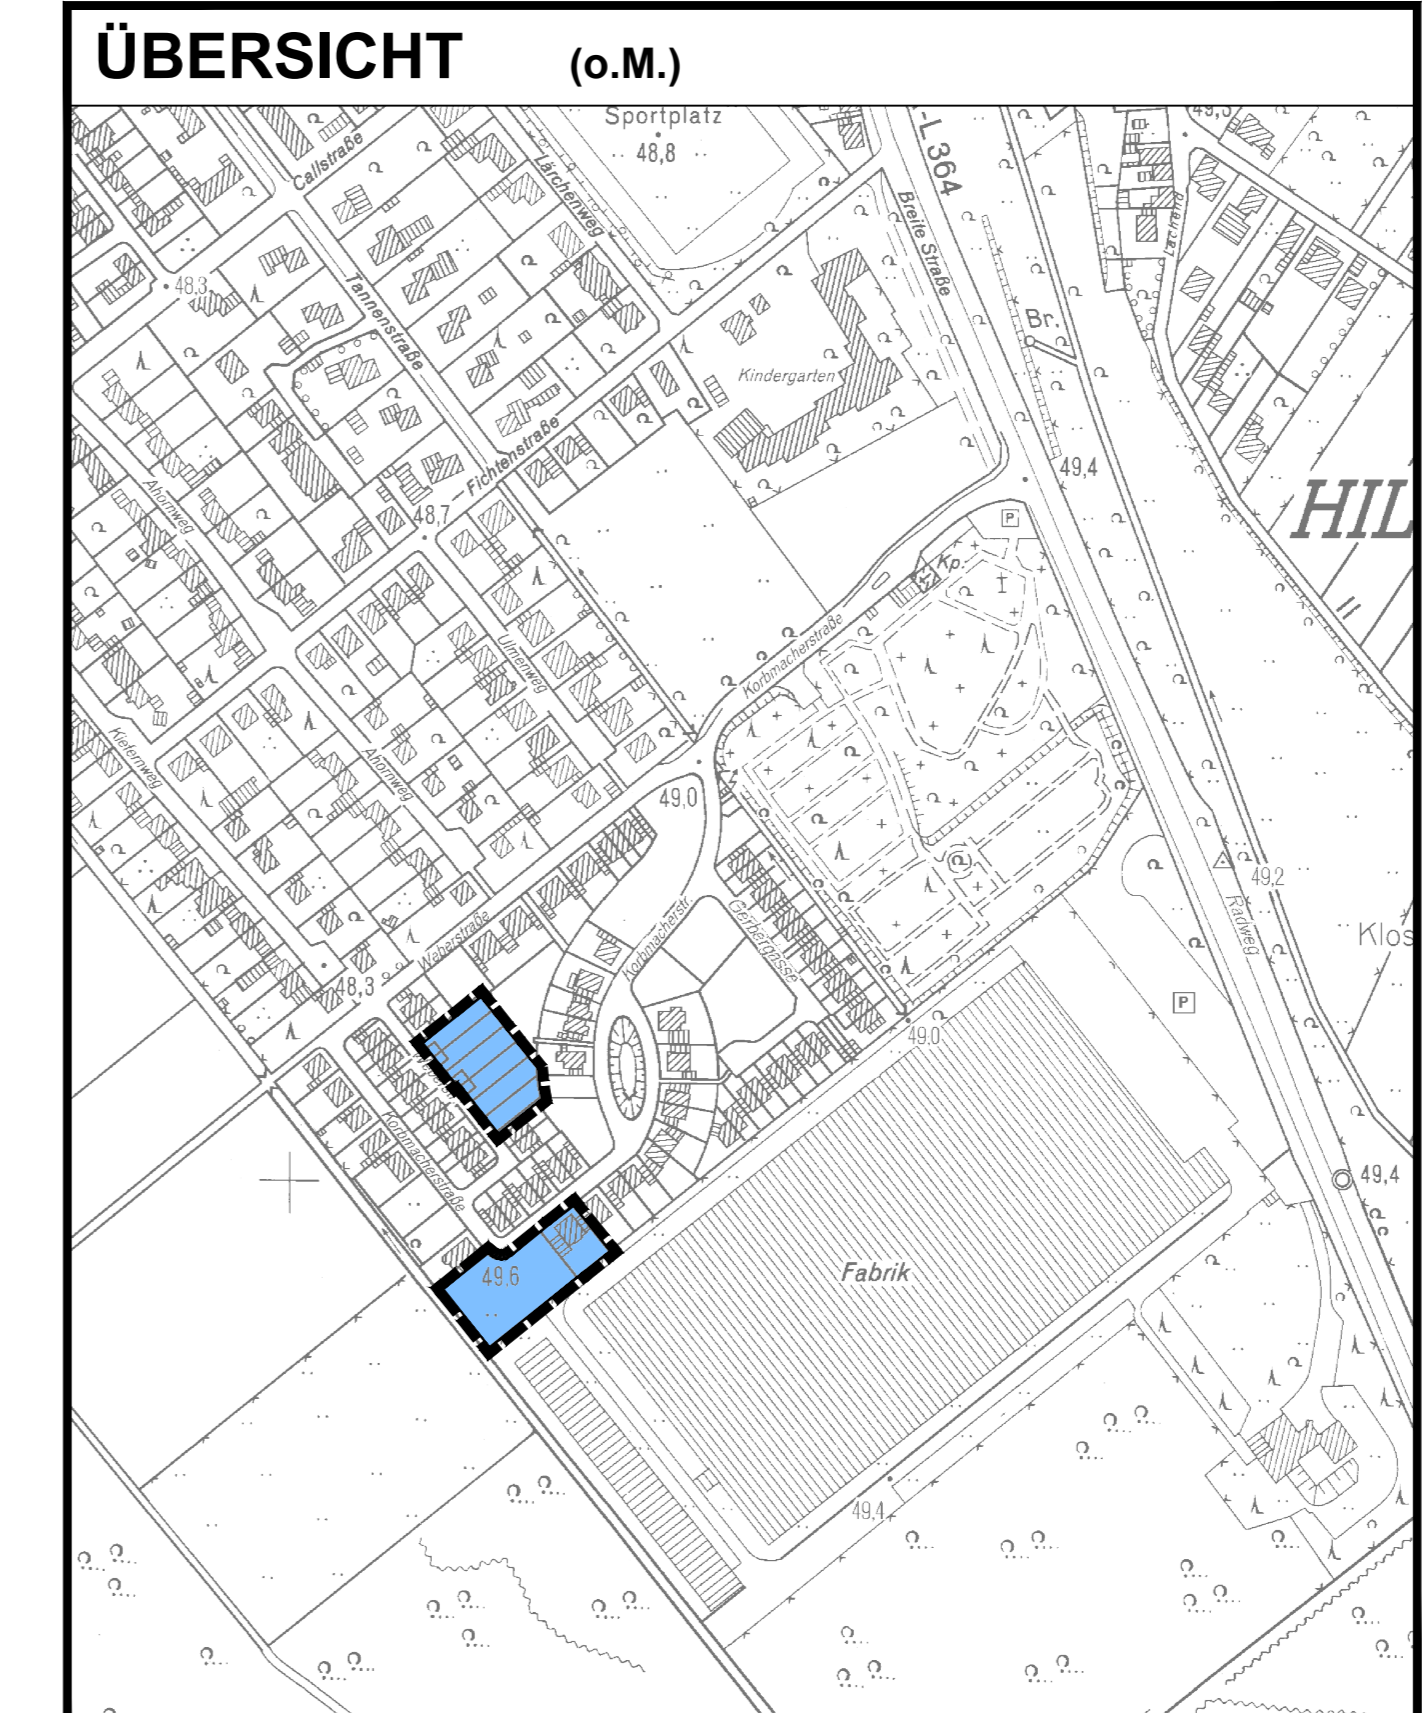 ÜBERSICHT (o.M.)
Sportplatz
48,8
L364
Callstraße
Lärchenweg
Breite Straße
48,3
Tannenstraße
Br.
Kindergarten
Fichtenstraße
49,4
HIL
Ahornweg
48,7
P
Kp.
Korbmacherstraße
Ulmenweg
Kiefernweg
Ahornweg
49,0
49,2
Radweg
Klos
Korbmacherstr.
Gerbergasse
Weberstraße
48,3
P
49.0
Korbmacherstraße
49,4
49,6
Fabrik
49,4